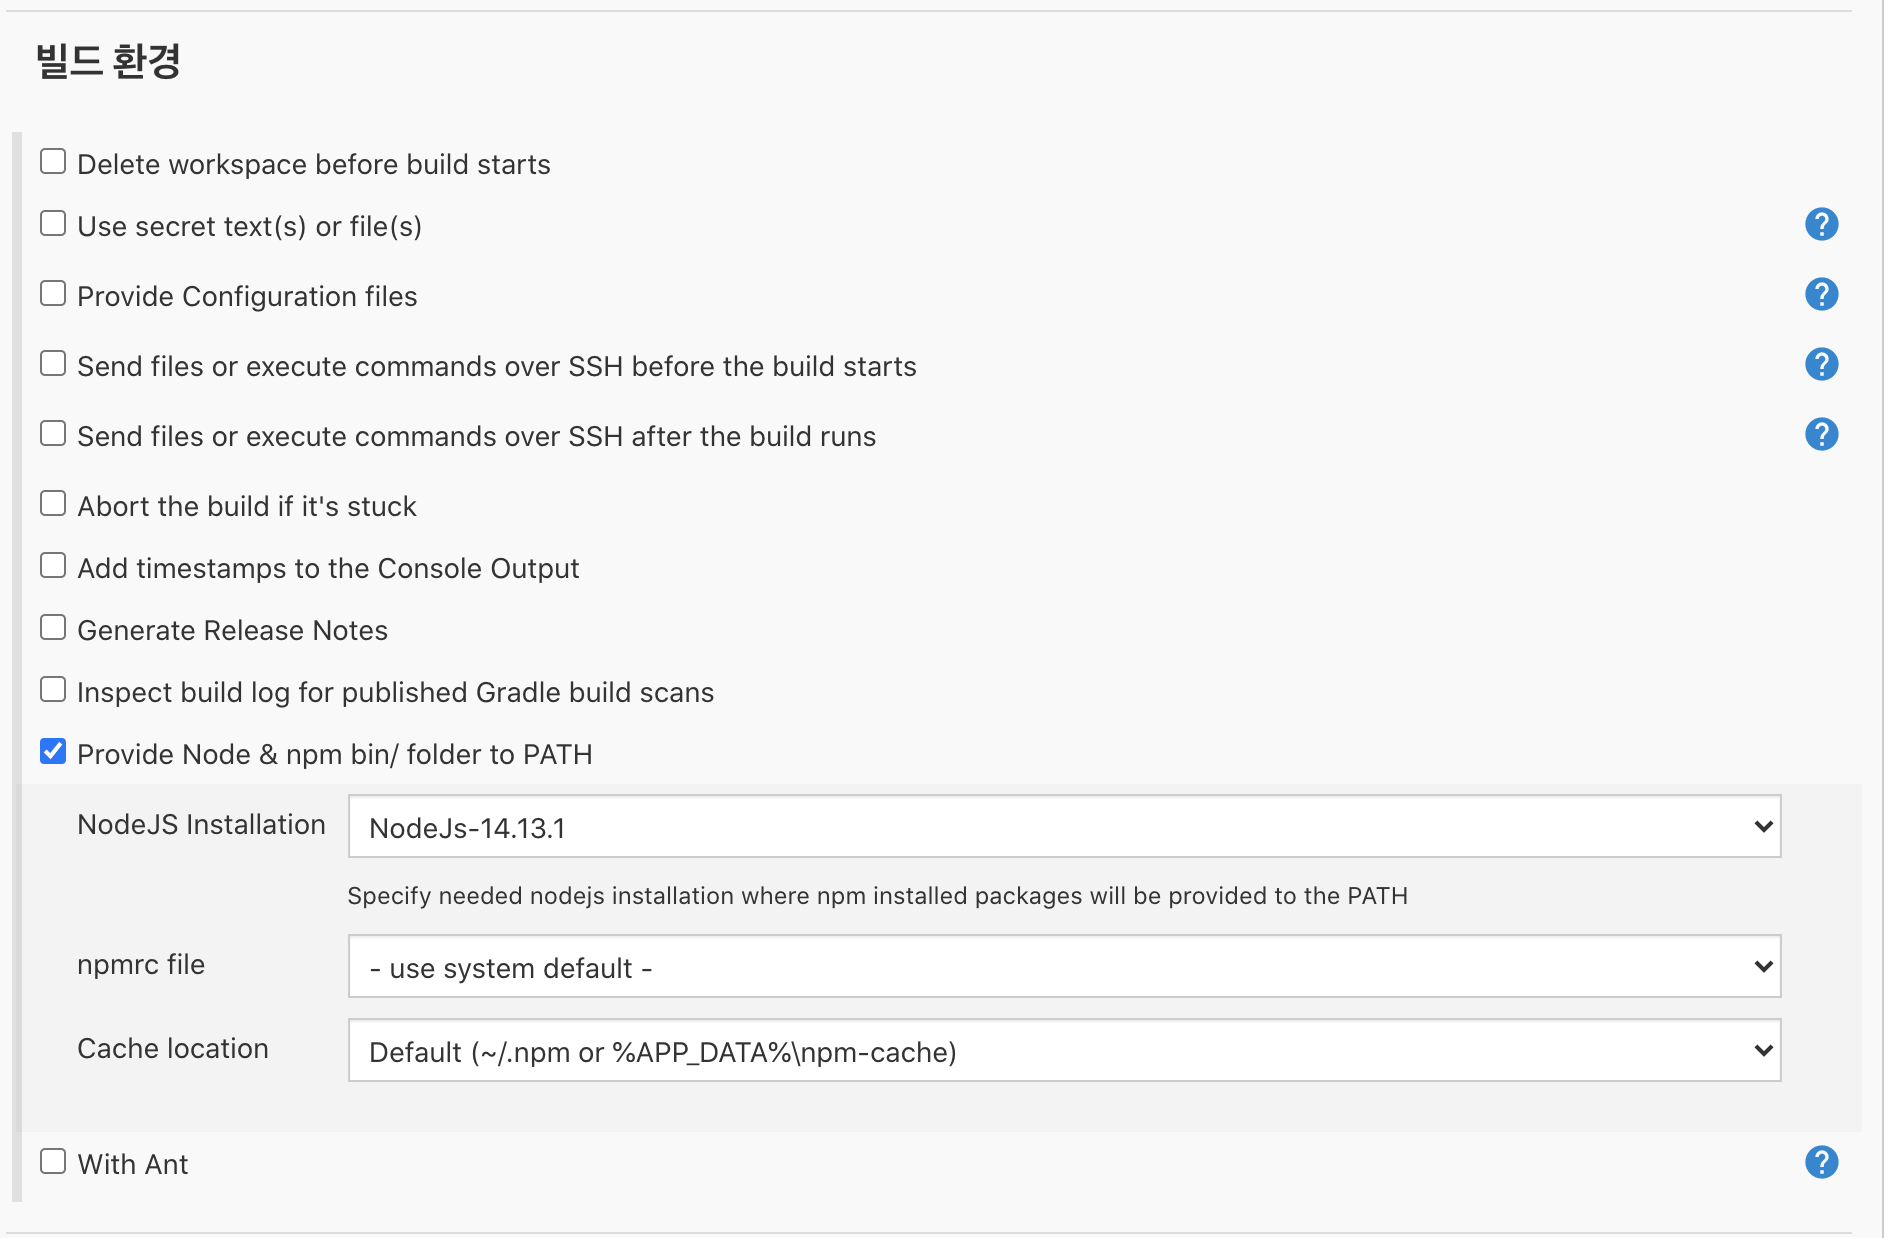 빌드 환경
Delete workspace before build starts
Use secret text(s) or file(s)
?
Provide Configuration files
?
Send files or execute commands over SSH before the build starts
?
Send files or execute commands over SSH after the build runs
?
Abort the build if it's stuck
Add timestamps to the Console Output
Generate Release Notes
Inspect build log for published Gradle build scans
Provide Node & npm bin/ folder to PATH
NodeJS Installation
NodeJs-14.13.1
Specify needed nodejs installation where npm installed packages will be provided to the PATH
npmrc file
- use system default -
Cache location
Default (~/.npm or %APP_DATA%\npm-cache)
With Ant
?